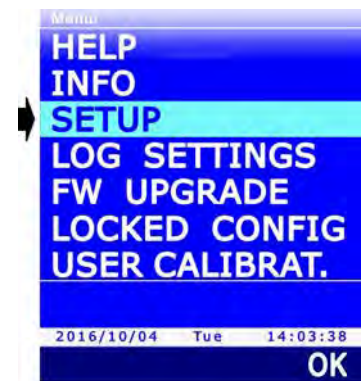 Menu
HELP
INFO
SETUP
LOG SETTINGS
FW UPGRADE
LOCKED CONFIG
USER CALIBRAT.
2016/10/04 Tue 14:03:38
OK